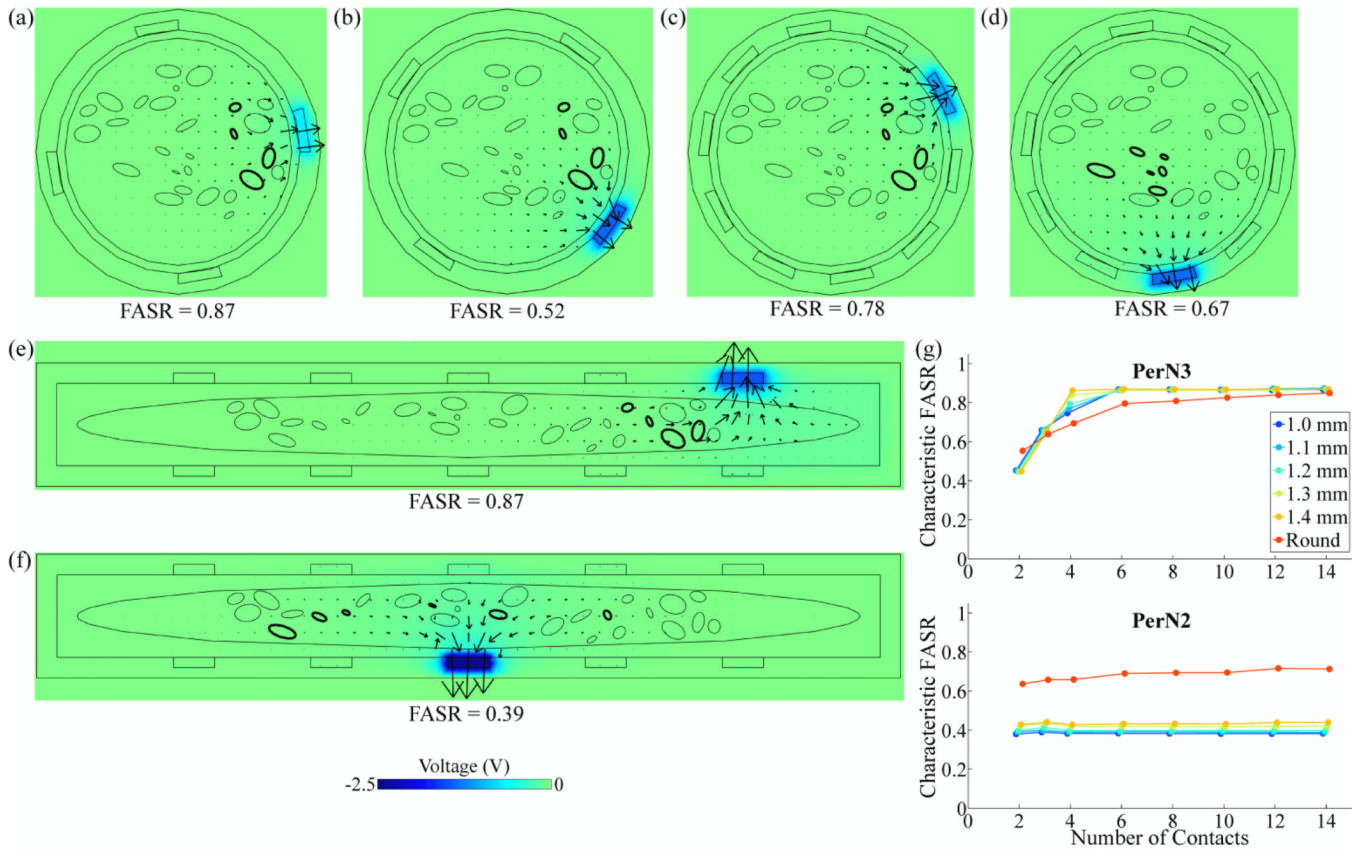 (a)
(b)
(c)
(d)
FASR = 0.87
FASR = 0.52
FASR = 0.78
FASR = 0.67
(e)
FASR = 0.87
(f)
FASR = 0.39
Voltage (V)
-2.5
0
(g)
PerN3
Characteristic FASR
1
0.8
0.6
0.4
0.2
0
0 2 4 6 8 10 12 14
1.0 mm
1.1 mm
1.2 mm
1.3 mm
1.4 mm
Round
PerN2
Characteristic FASR
1
0.8
0.6
0.4
0.2
0
0 2 4 6 8 10 12 14
Number of Contacts